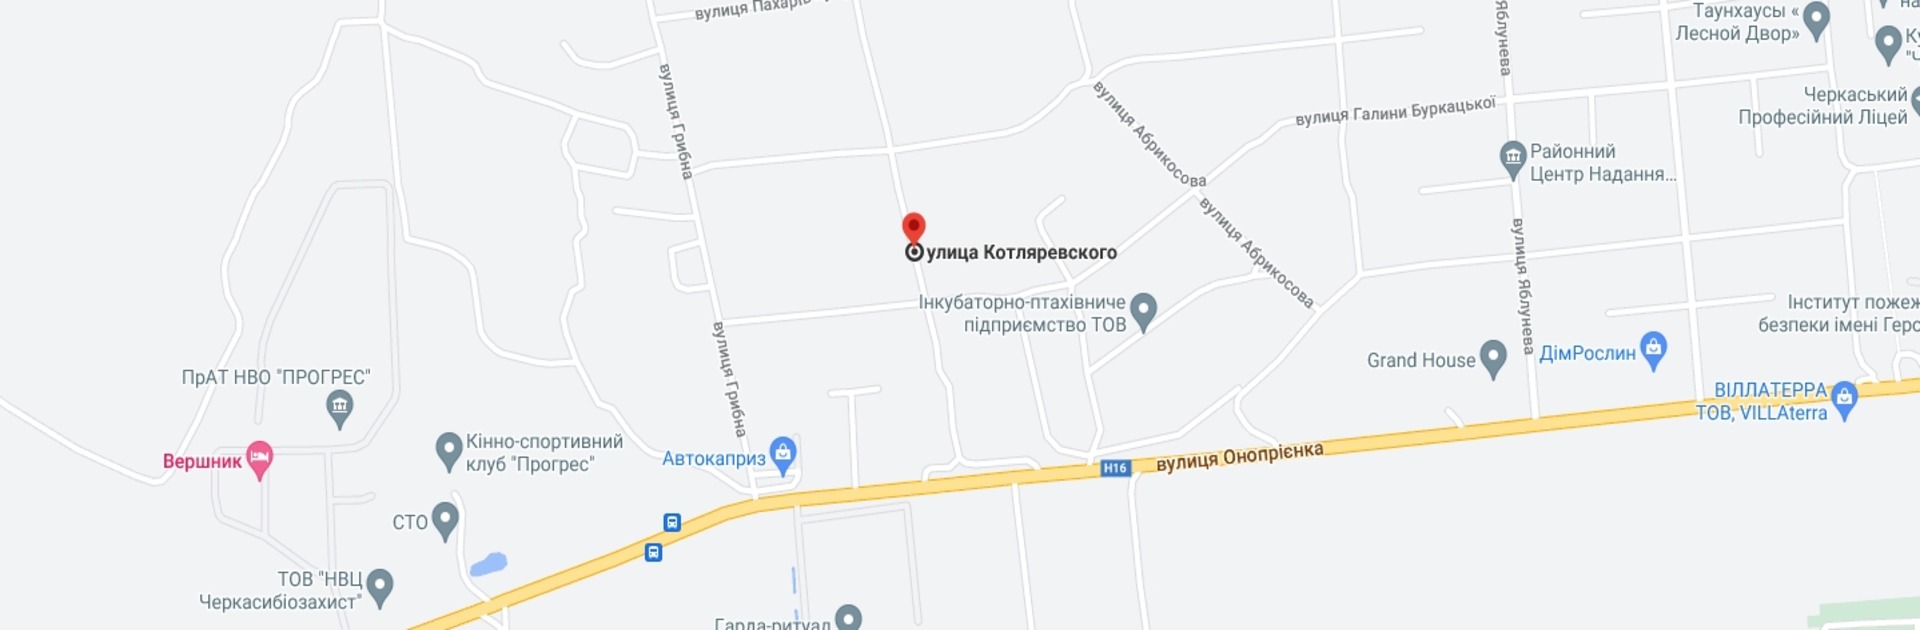 вулиця Пахарів
Таунхаусы «
Лесной Двор»
вулиця Яблунева
вулиця Грибна
вулиця Абрикосова
вулиця Галини Буркацької
Черкаський
Професійний Ліцей
Районний
Центр Надання...
вулиця Абрикосова
вулиця Яблунева
улица Котляревского
Інкубаторно-птахівниче
підприємство ТОВ
Інститут пожеж
безпеки імені Геро
вулиця Грибна
Grand House
ДімРослин
ПрАТ НВО "ПРОГРЕС"
ВІЛЛАТЕРРА
ТОВ, VILLAterra
Кінно-спортивний
клуб "Прогрес"
Вершник
Автокаприз
H16
вулиця Онопрієнка
СТО
ТОВ "НВЦ
Черкасибіозахист"
Гарда-ритуал